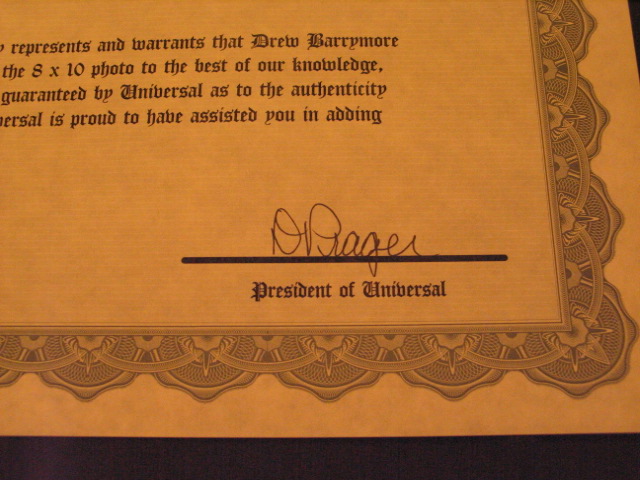 represents and warrants that Drew Barrymore
the 8 x 10 photo to the best of our knowledge,
guaranteed by Universal as to the authenticity
is proud to have assisted you in adding
D Prager
President of Universal